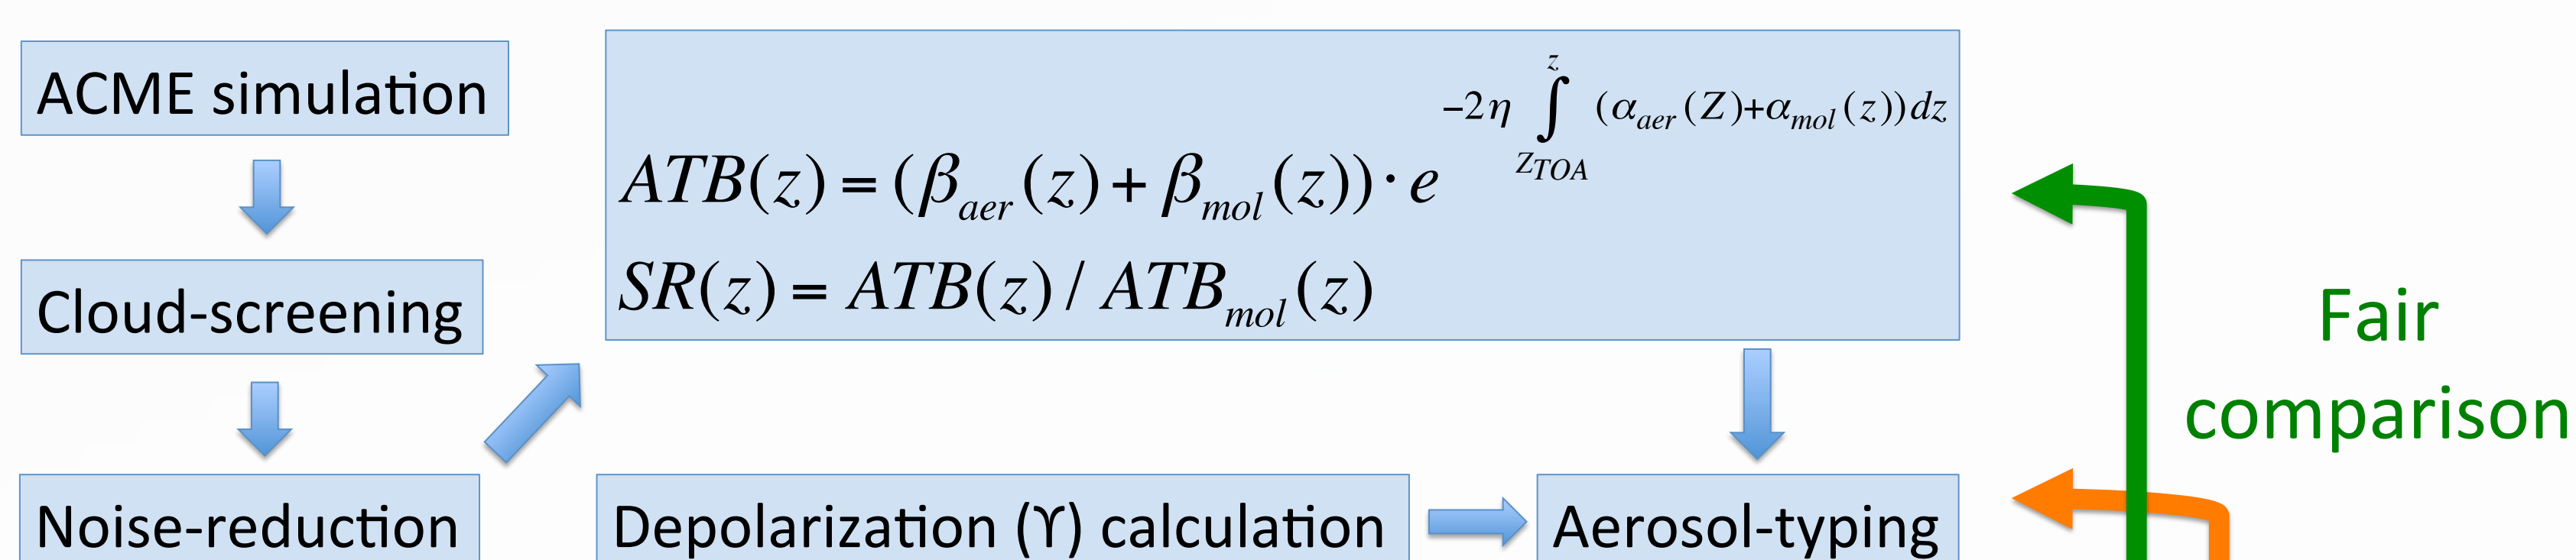 ACME simulation
Cloud-screening
Noise-reduction
ATB(z) = (β_aer(z) + β_mol(z)) · e^{−2η ∫_{Z_TOA}^{z} (α_aer(Z)+α_mol(z))dz}
SR(z) = ATB(z) / ATB_mol(z)
Depolarization (ϒ) calculation
Aerosol-typing
Fair
comparison